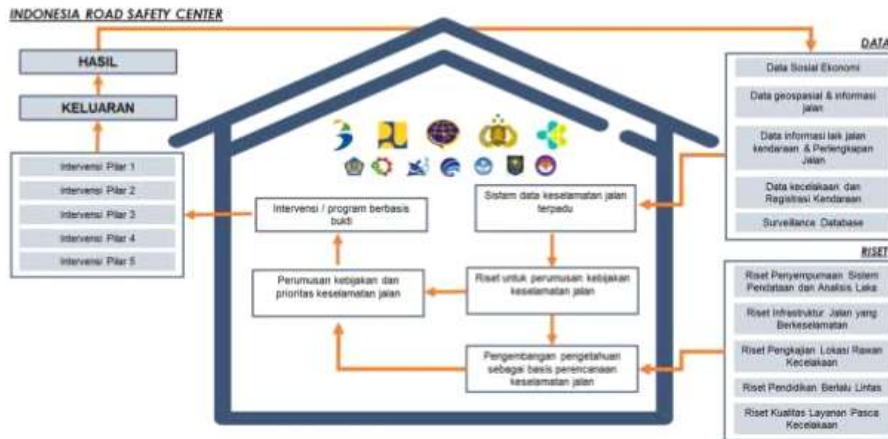 INDONESIA ROAD SAFETY CENTER
HASIL
KELUARAN
Intervensi Pilar 1
Intervensi Pilar 2
Intervensi Pilar 3
Intervensi Pilar 4
Intervensi Pilar 5
Intervensi / program berbasis
bukti
Perumusan kebijakan dan
prioritas keselamatan jalan
Sistem data keselamatan jalan
terpadu
Riset untuk perumusan kebijakan
keselamatan jalan
Pengembangan pengetahuan
sebagai basis perencanaan
keselamatan jalan
DATA
Data Sosial Ekonomi
Data geospasial & informasi
jalan
Data informasi laik jalan
kendaraan & Perlengkapan
Jalan
Data kecelakaan dan
Registrasi Kendaraan
Surveillance Database
RISET
Riset Penyempurnaan Sistem
Pendataan dan Analisis Laka
Riset Infrastruktur Jalan yang
Berkeselamatan
Riset Pengkajian Lokasi Rawan
Kecelakaan
Riset Pendidikan Berlalu Lintas
Riset Kualitas Layanan Pasca
Kecelakaan